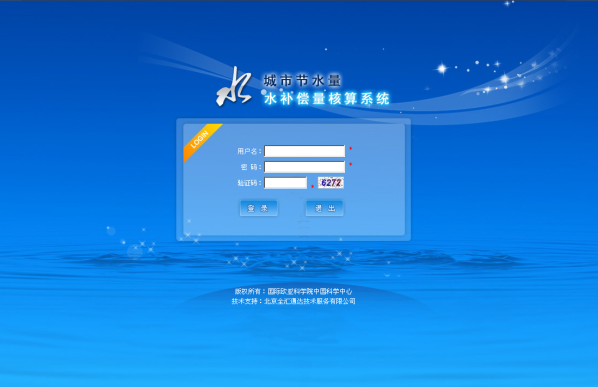 水
城市节水量
水补偿量核算系统
LOGIN
用户名：
*
密 码：
*
验证码：
* 6272
登 录 退 出
版权所有：国际欧亚科学院中国科学中心
技术支持：北京全汇通达技术服务有限公司